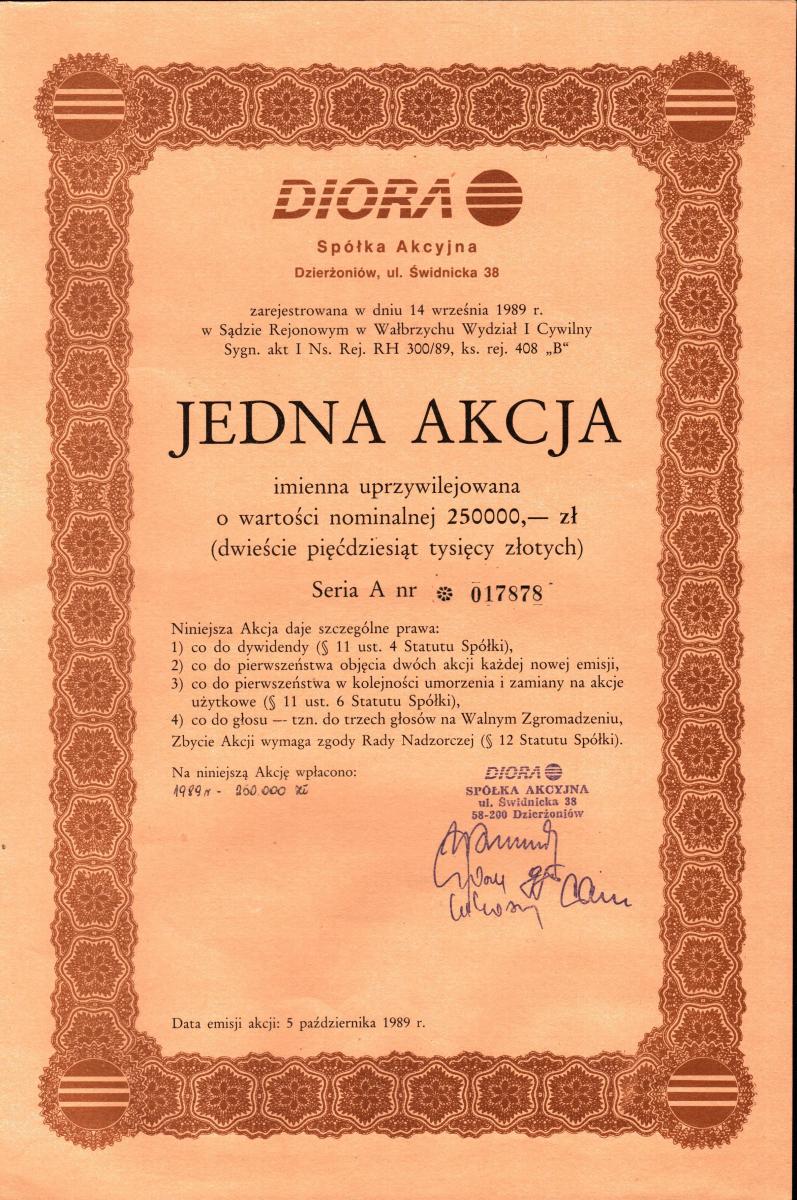 DIORA
Spółka Akcyjna
Dzierżoniów, ul. Świdnicka 38
zarejestrowana w dniu 14 września 1989 r.
w Sądzie Rejonowym w Wałbrzychu Wydział I Cywilny
Sygn. akt I Ns. Rej. RH 300/89, ks. rej. 408 „B“
JEDNA AKCJA
imienna uprzywilejowana
o wartości nominalnej 250000,— zł
(dwieście pięćdziesiąt tysięcy złotych)
Seria A nr ✻ 017878
Niniejsza Akcja daje szczególne prawa:
1) co do dywidendy (§ 11 ust. 4 Statutu Spółki),
2) co do pierwszeństwa objęcia dwóch akcji każdej nowej emisji,
3) co do pierwszeństwa w kolejności umorzenia i zamiany na akcje
użytkowe (§ 11 ust. 6 Statutu Spółki),
4) co do głosu — tzn. do trzech głosów na Walnym Zgromadzeniu,
Zbycie Akcji wymaga zgody Rady Nadzorczej (§ 12 Statutu Spółki).
Na niniejszą Akcję wpłacono:
1989 r - 250.000 zł
DIORA
SPÓŁKA AKCYJNA
ul. Świdnicka 38
58-200 Dzierżoniów
Data emisji akcji: 5 października 1989 r.